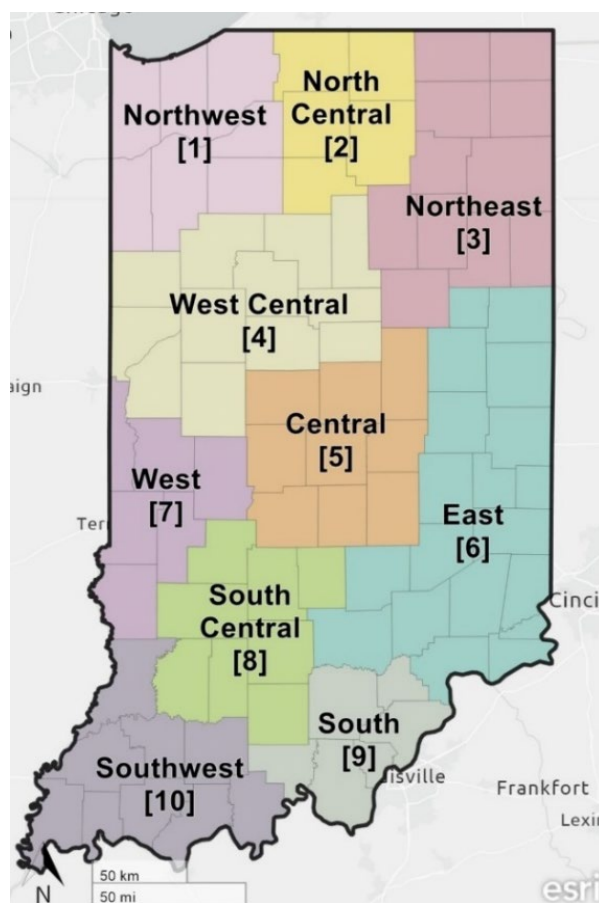 Northwest
[1]
North
Central
[2]
Northeast
[3]
West Central
[4]
aign
Central
[5]
West
[7]
East
[6]
Cinci
South
Central
[8]
South
[9]
isville
Southwest
[10]
Frankfort
Lexi
N
50 km
50 mi
esri